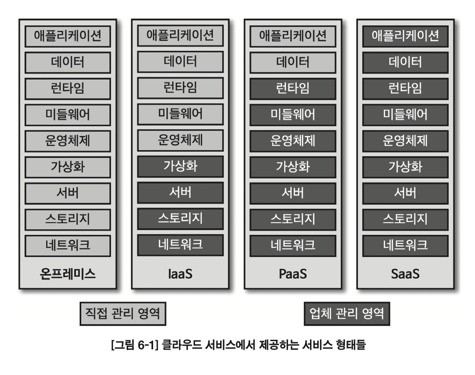 애플리케이션 애플리케이션 애플리케이션 애플리케이션
데이터 데이터 데이터 데이터
런타임 런타임 런타임 런타임
미들웨어 미들웨어 미들웨어 미들웨어
운영체제 운영체제 운영체제 운영체제
가상화 가상화 가상화 가상화
서버 서버 서버 서버
스토리지 스토리지 스토리지 스토리지
네트워크 네트워크 네트워크 네트워크
온프레미스 IaaS PaaS SaaS
직접 관리 영역 업체 관리 영역
[그림 6-1] 클라우드 서비스에서 제공하는 서비스 형태들